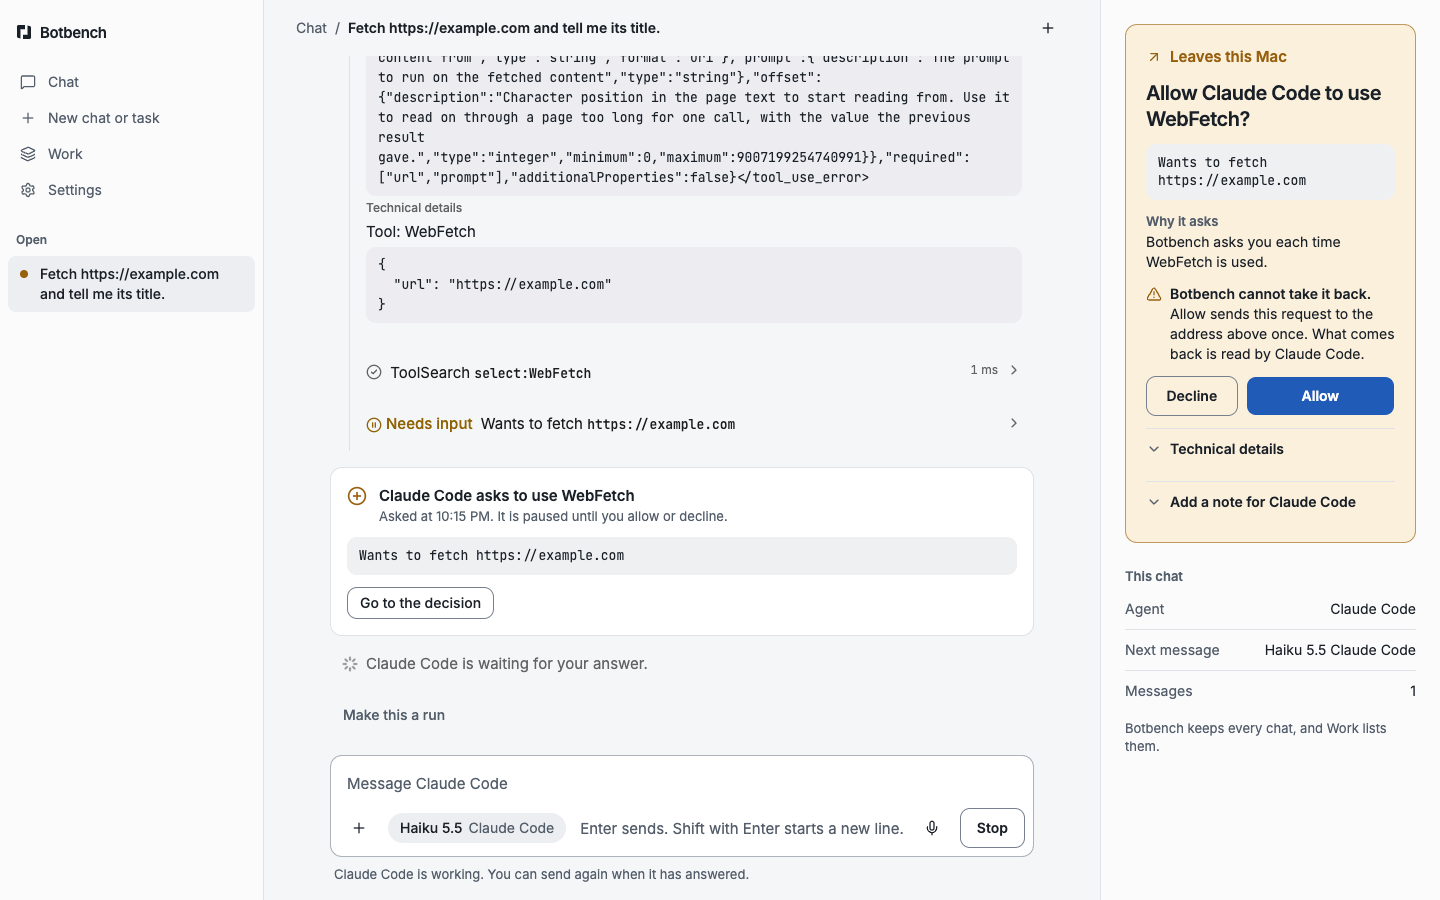 Botbench
Chat
New chat or task
Work
Settings
Open
Fetch https://example.com
and tell me its title.
Chat / Fetch https://example.com and tell me its title.
content from","type":"string","format":"uri"},"prompt":{"description":"The prompt
to run on the fetched content","type":"string"},"offset":
{"description":"Character position in the page text to start reading from. Use it
to read on through a page too long for one call, with the value the previous
result
gave.","type":"integer","minimum":0,"maximum":9007199254740991}},"required":
["url","prompt"],"additionalProperties":false}</tool_use_error>
Technical details
Tool: WebFetch
{
"url": "https://example.com"
}
ToolSearch select:WebFetch
1 ms
Needs input Wants to fetch https://example.com
Claude Code asks to use WebFetch
Asked at 10:15 PM. It is paused until you allow or decline.
Wants to fetch https://example.com
Go to the decision
Claude Code is waiting for your answer.
Make this a run
Message Claude Code
Haiku 5.5 Claude Code
Enter sends. Shift with Enter starts a new line.
Stop
Claude Code is working. You can send again when it has answered.
Leaves this Mac
Allow Claude Code to use
WebFetch?
Wants to fetch
https://example.com
Why it asks
Botbench asks you each time
WebFetch is used.
Botbench cannot take it back.
Allow sends this request to the
address above once. What comes
back is read by Claude Code.
Decline
Allow
Technical details
Add a note for Claude Code
This chat
Agent Claude Code
Next message Haiku 5.5 Claude Code
Messages 1
Botbench keeps every chat, and Work lists
them.